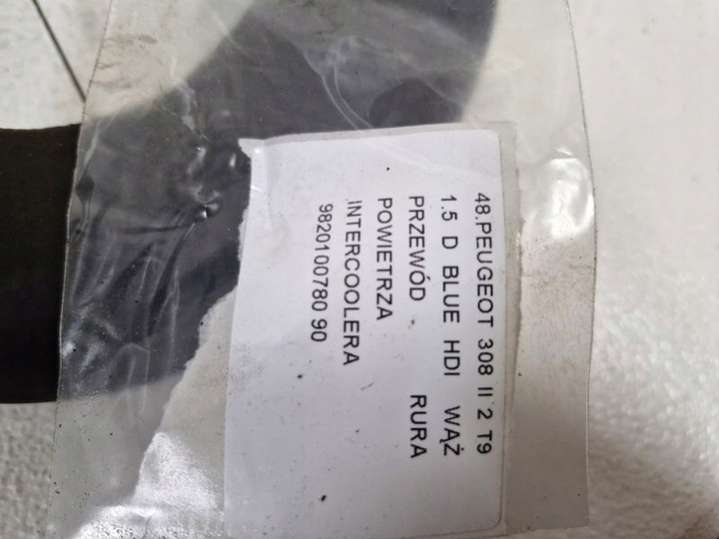 48.PEUGEOT 308 II 2 T9
1.5 D BLUE HDI WĄŻ
PRZEWÓD RURA
POWIETRZA
INTERCOOLERA
9820100780 90